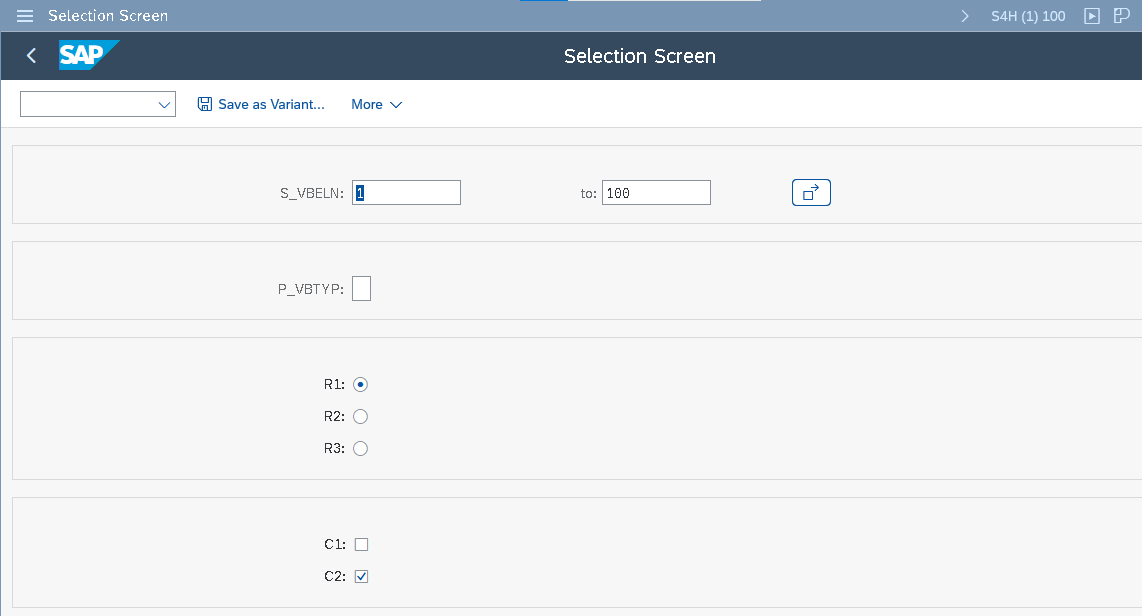 Selection Screen
S4H (1) 100
SAP
Selection Screen
Save as Variant... More
S_VBELN: 1 to: 100
P_VBTYP:
R1:
R2:
R3:
C1:
C2: